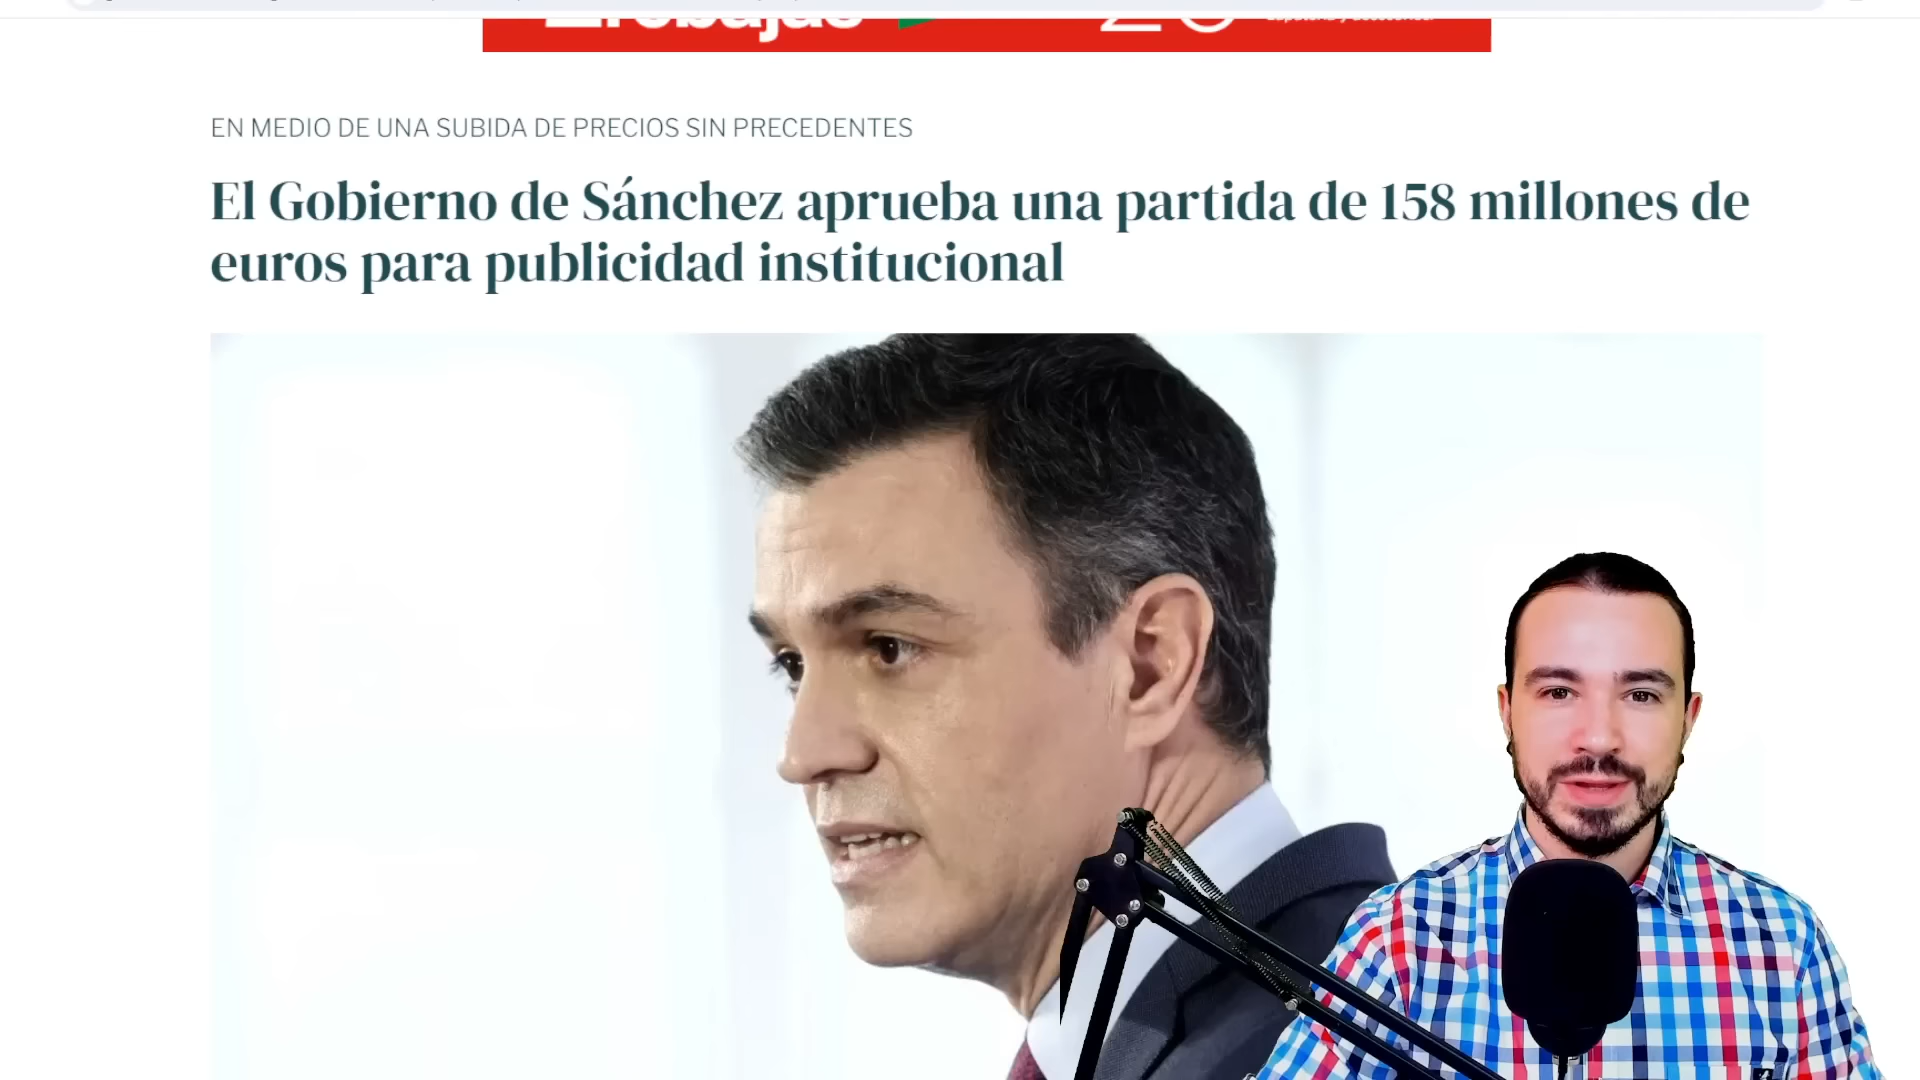 EN MEDIO DE UNA SUBIDA DE PRECIOS SIN PRECEDENTES
El Gobierno de Sánchez aprueba una partida de 158 millones de
euros para publicidad institucional